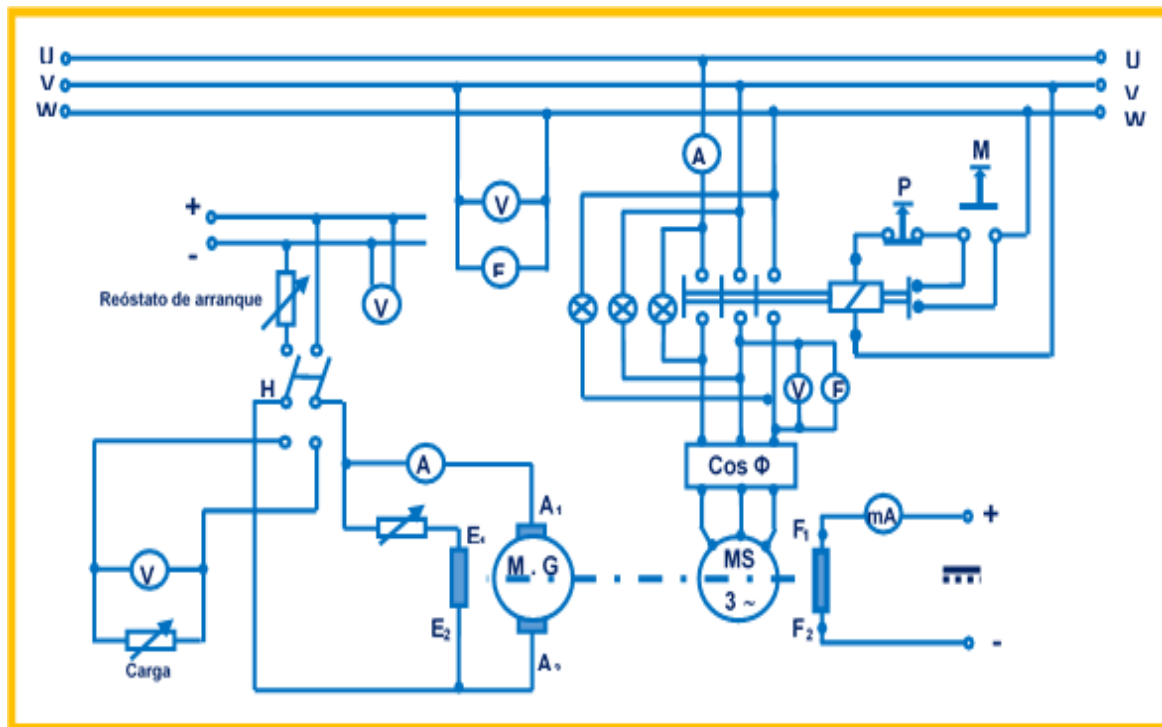 U
V
W
U
V
W
A
M
P
V
F
+
-
Reóstato de arranque
V
H
V
F
Cos Φ
A
A₁
E₁
M . G
E₂
A₂
V
Carga
MS
3 ~
F₁
F₂
mA
+
-